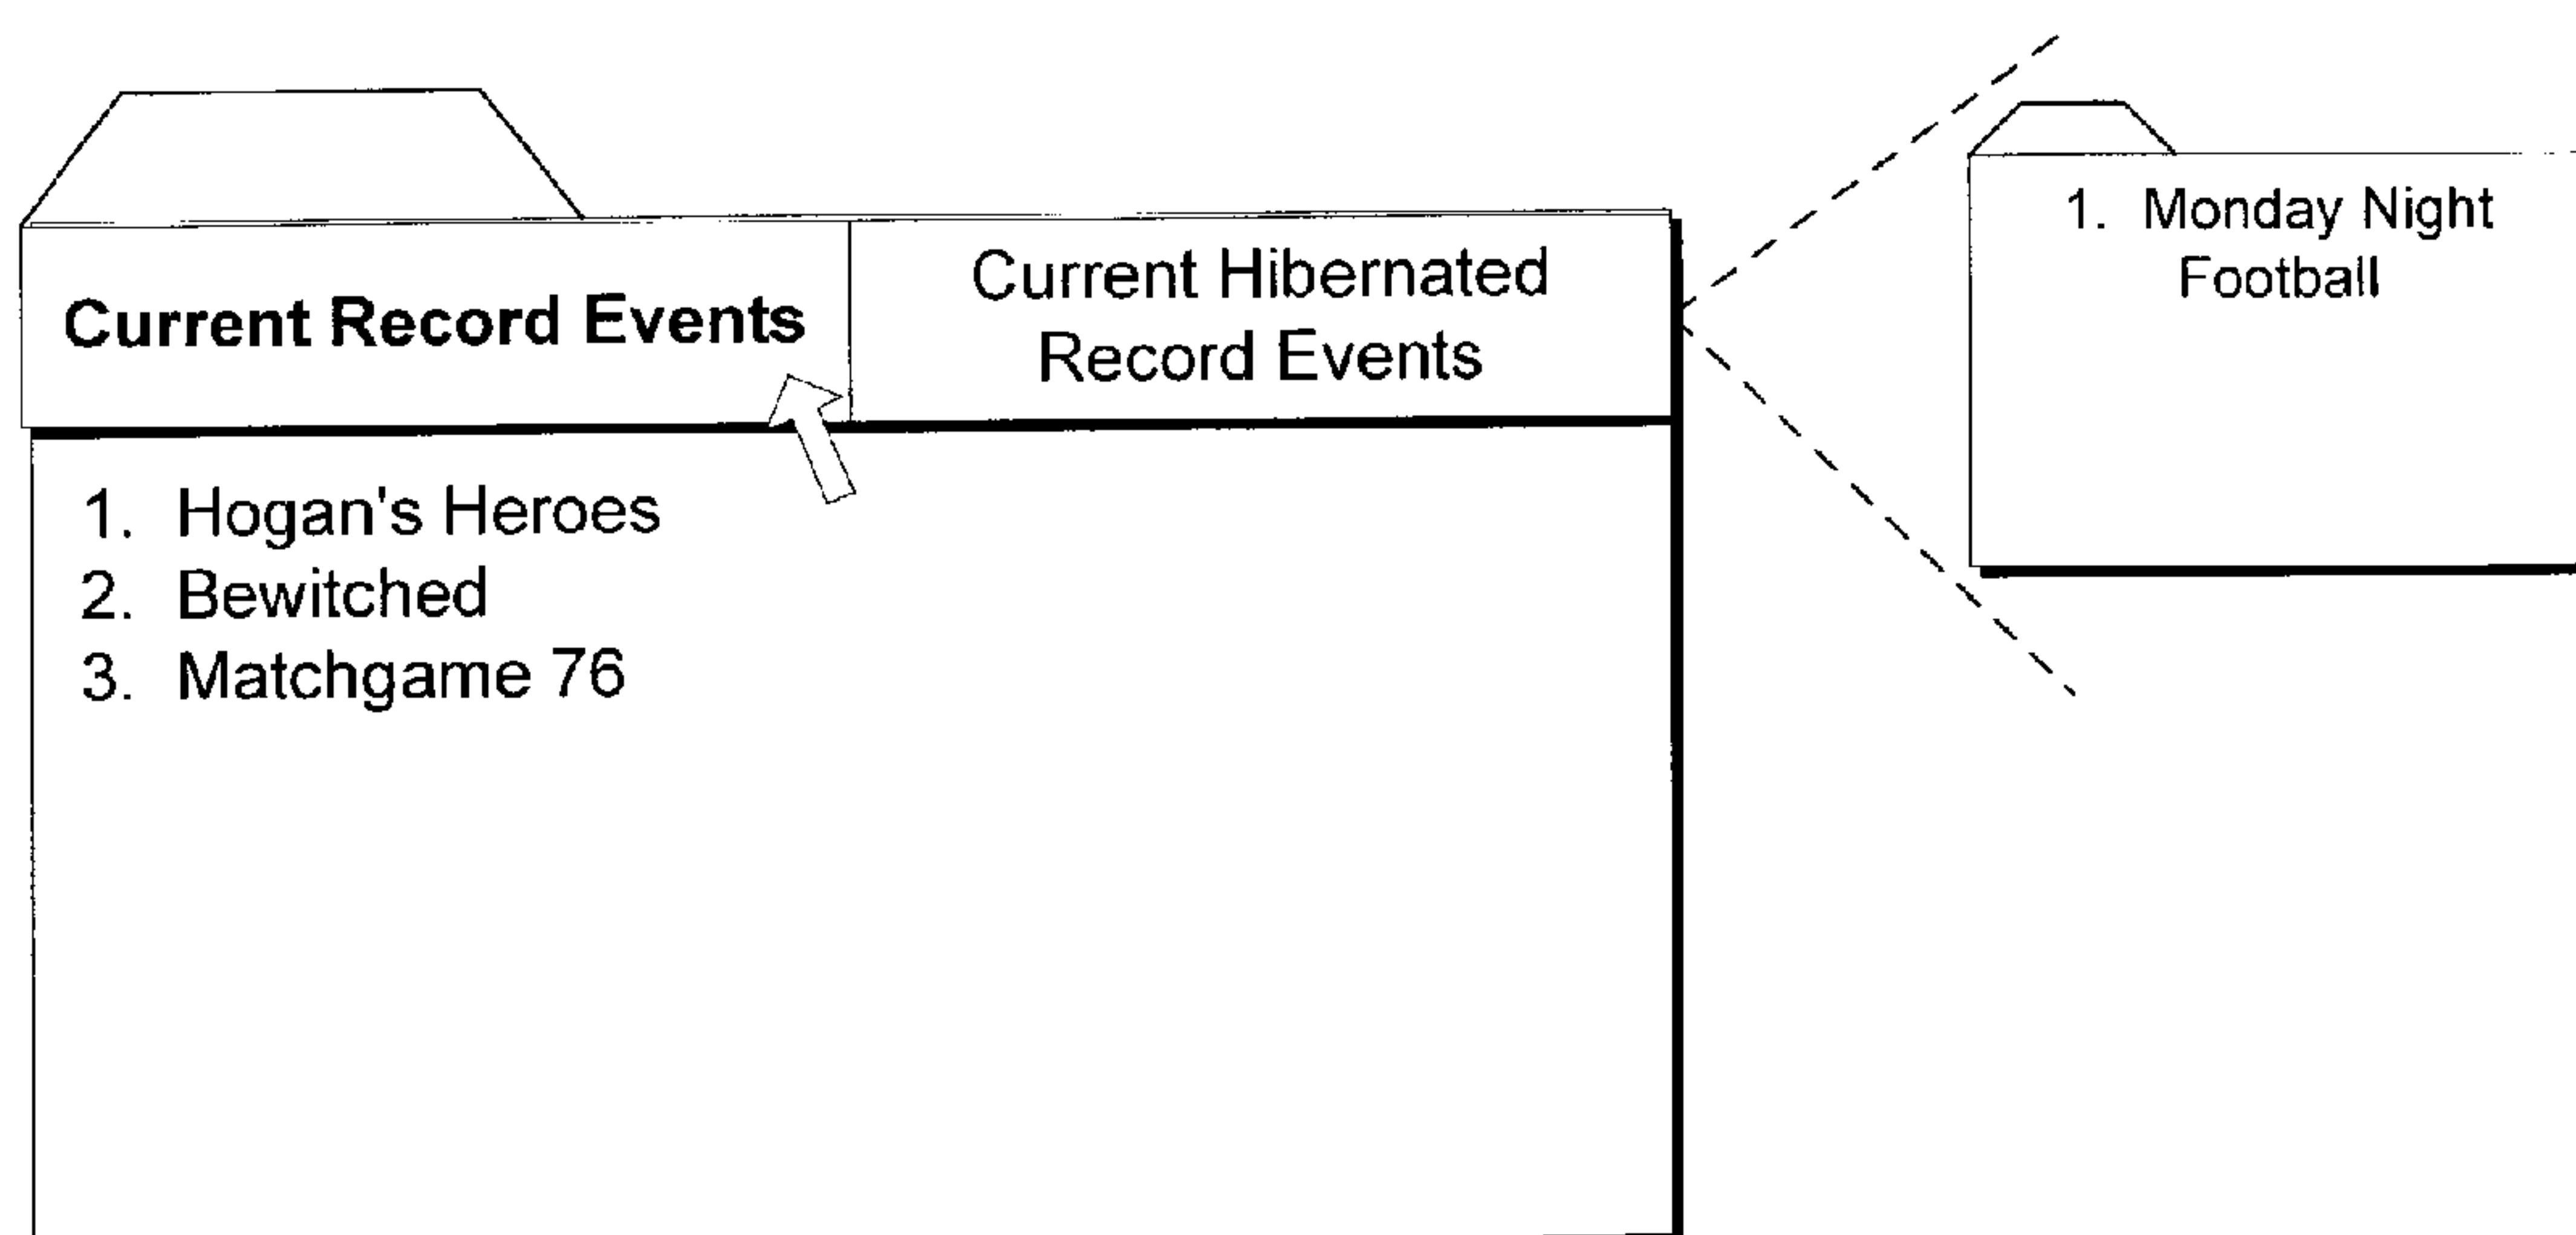 Current Record Events
Current Hibernated
Record Events
1. Hogan's Heroes
2. Bewitched
3. Matchgame 76
1. Monday Night
Football